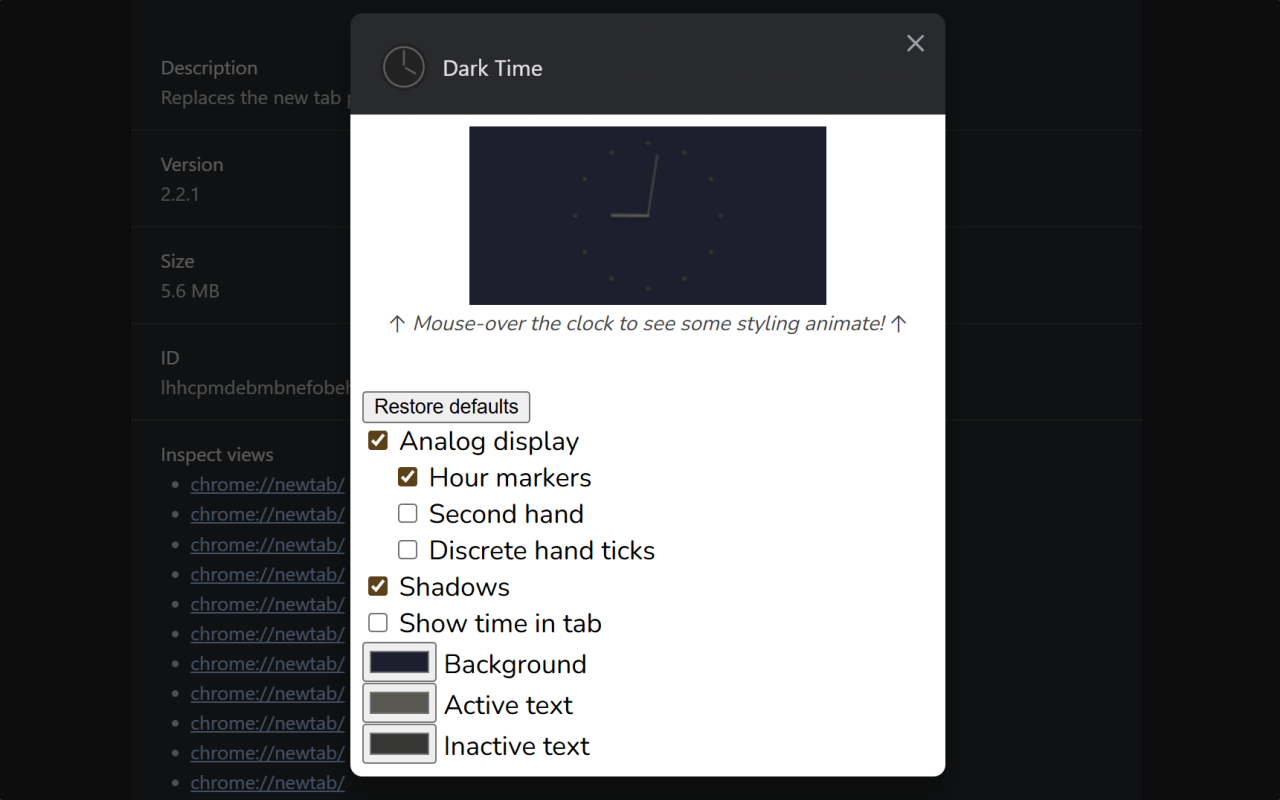 Description
Replaces the new tab
Version
2.2.1
Size
5.6 MB
ID
Inspect views
chrome://newtab/
chrome://newtab/
chrome://newtab/
chrome://newtab/
chrome://newtab/
chrome://newtab/
chrome://newtab/
chrome://newtab/
chrome://newtab/
chrome://newtab/
chrome://newtab/
Dark Time
↑ Mouse-over the clock to see some styling animate! ↑
Restore defaults
Analog display
Hour markers
Second hand
Discrete hand ticks
Shadows
Show time in tab
Background
Active text
Inactive text